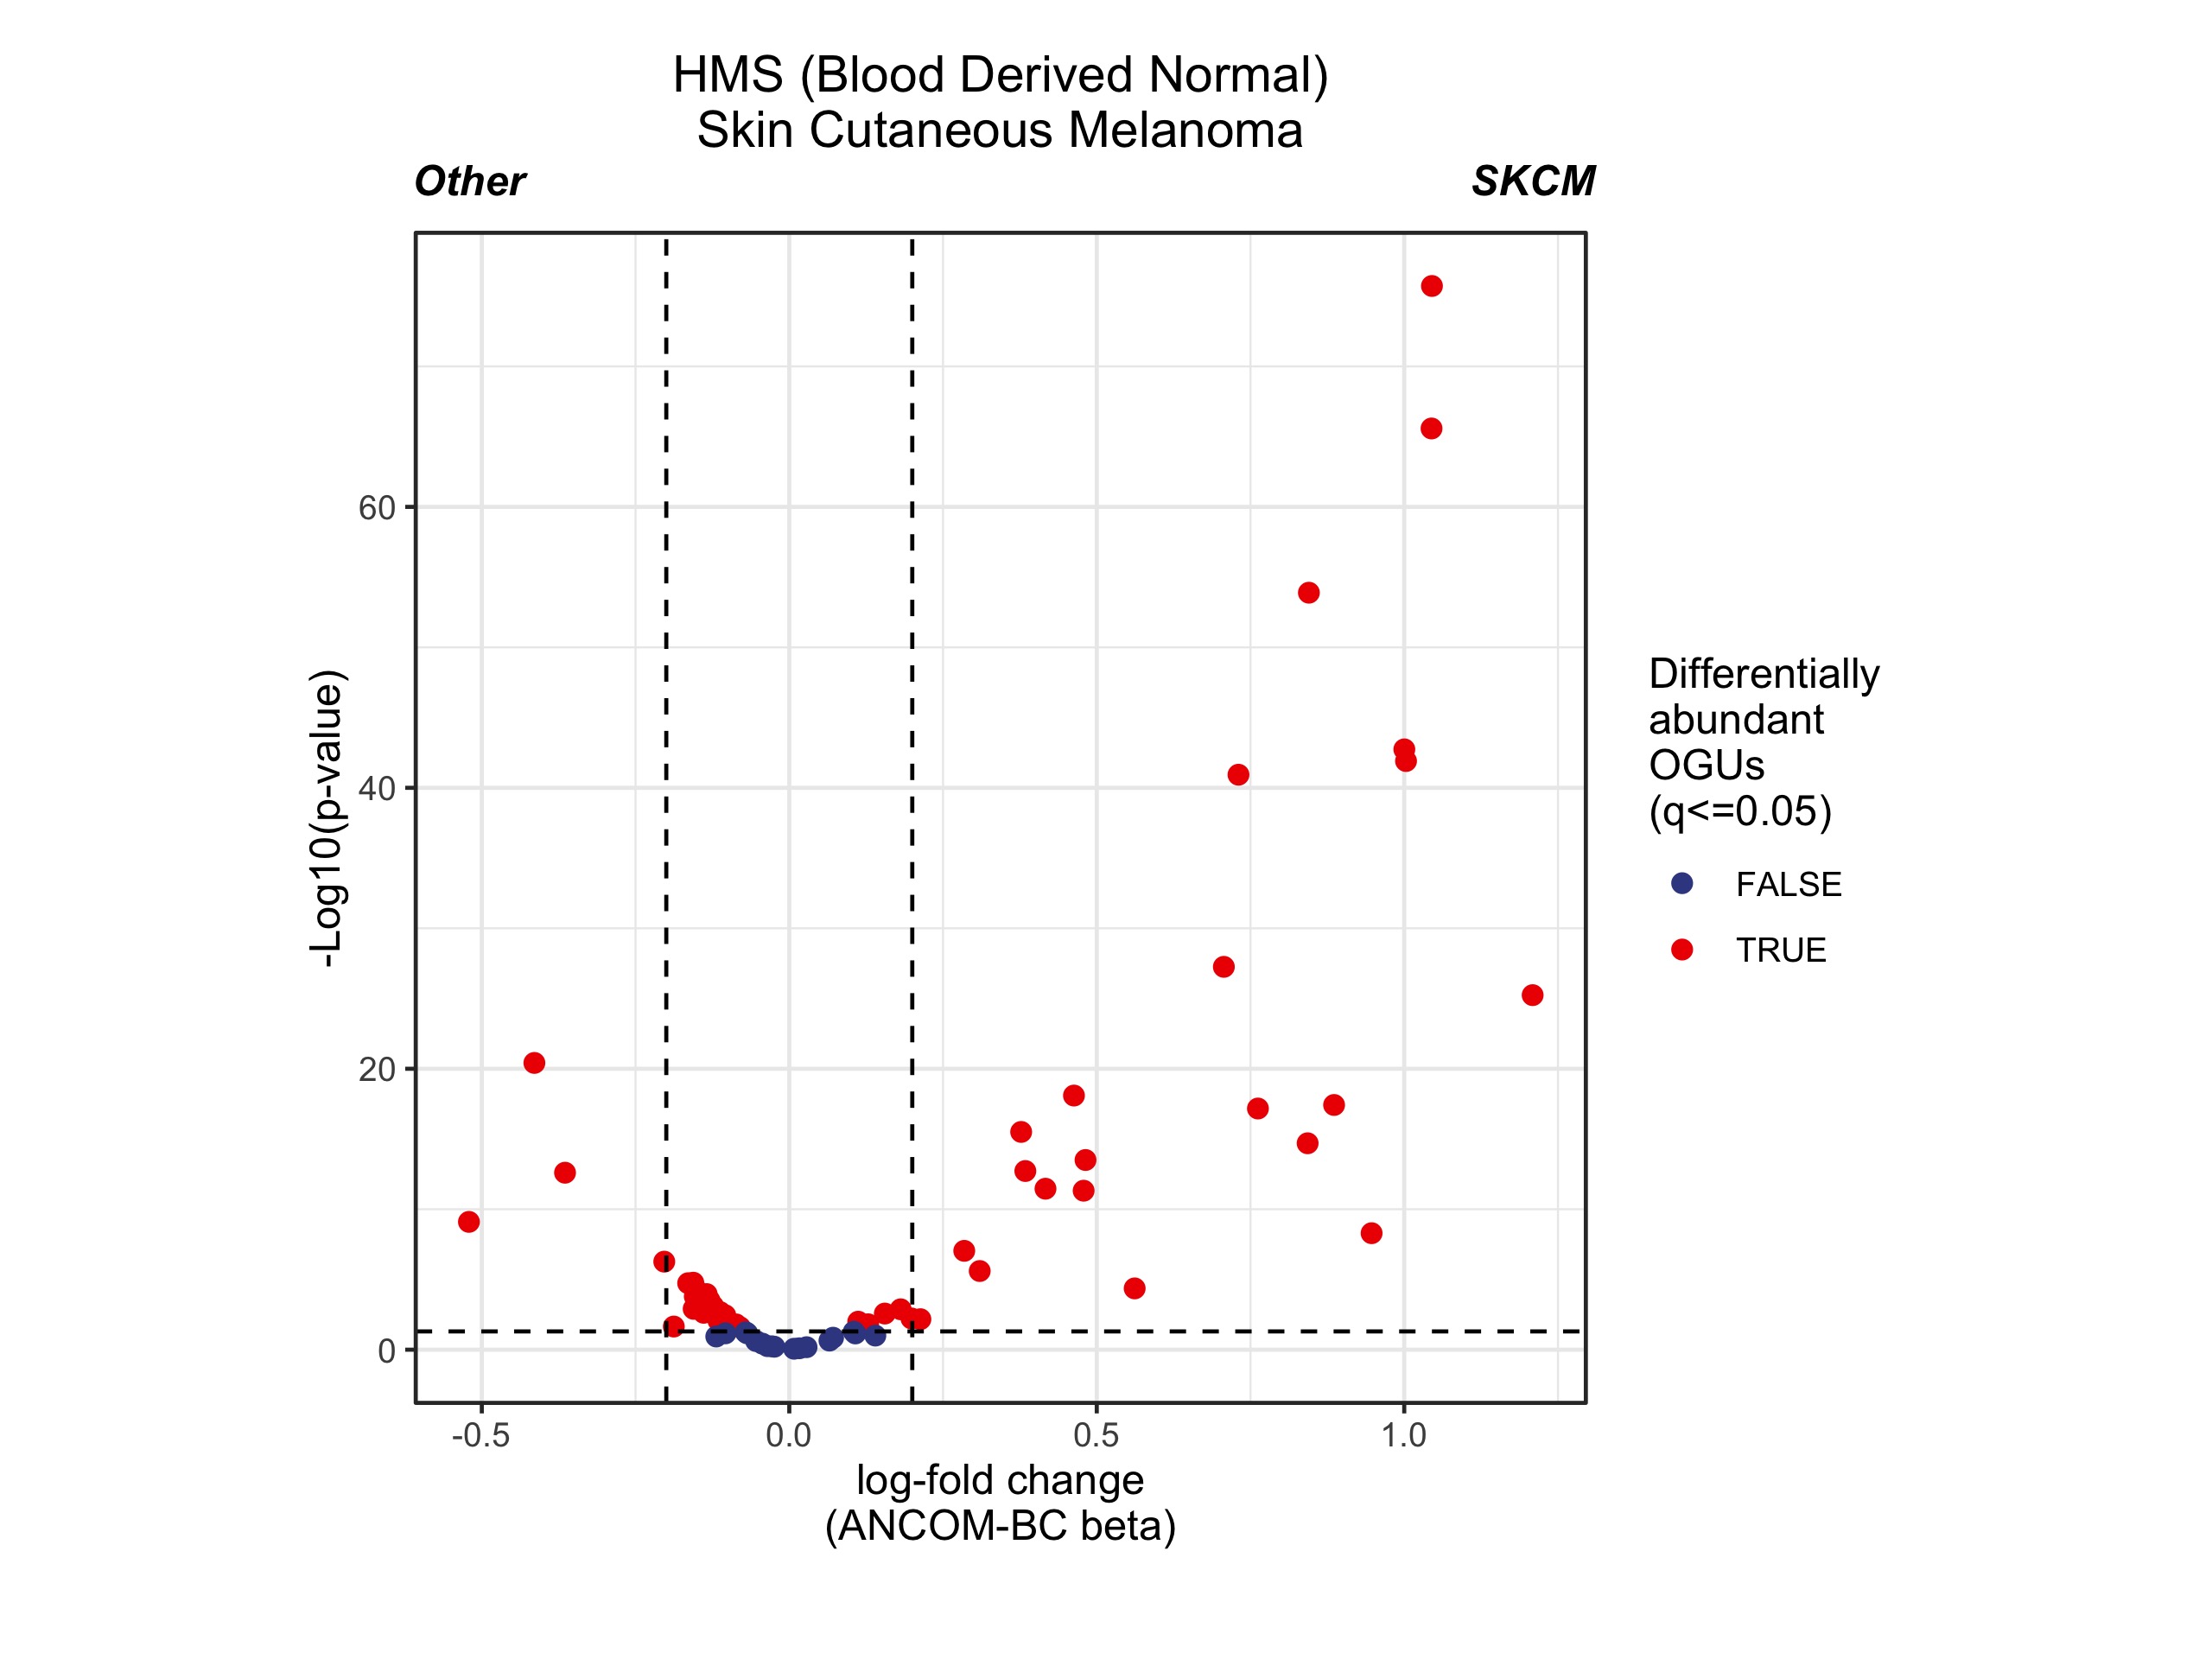 HMS (Blood Derived Normal)
Skin Cutaneous Melanoma
Other
SKCM
-Log10(p-value)
60
40
20
0
-0.5
0.0
0.5
1.0
log-fold change
(ANCOM-BC beta)
Differentially
abundant
OGUs
(q<=0.05)
FALSE
TRUE